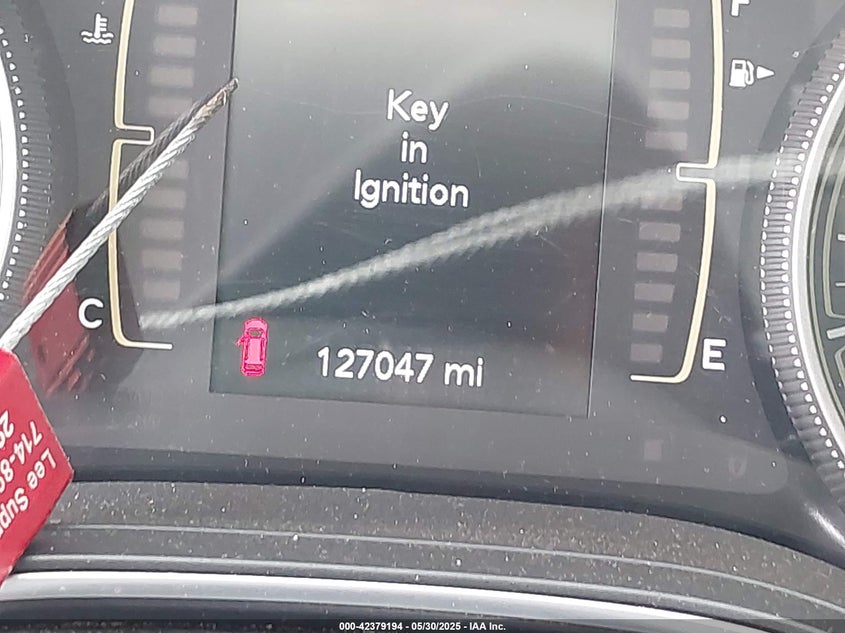 F
Key
in
Ignition
C
E
127047 mi
Lee
714-8
000-42379194 - 05/30/2025 - IAA Inc.